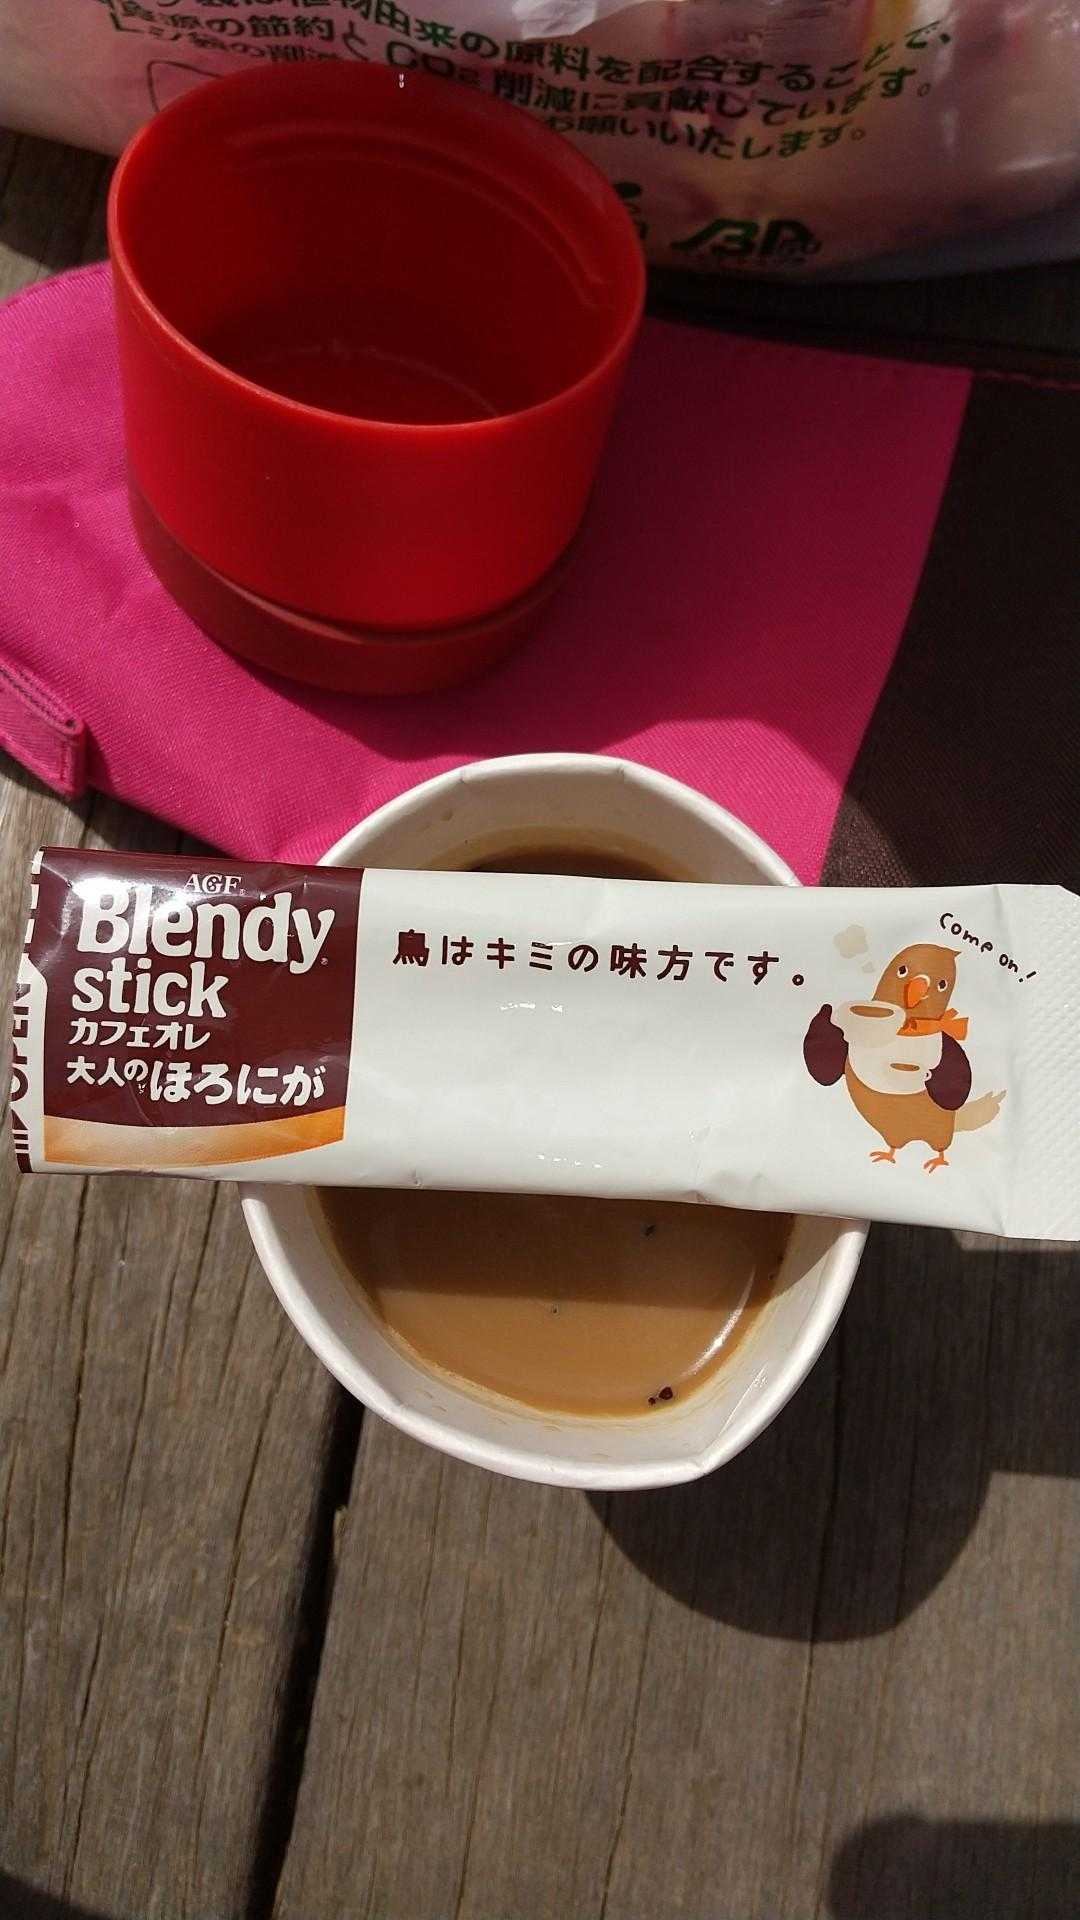 植物由来の原料を配合することで、
資源の節約とCO2削減に貢献しています。
お願いいたします。
AGF
Blendy
stick
カフェオレ
大人のほろにが
鳥はキミの味方です。
come on!